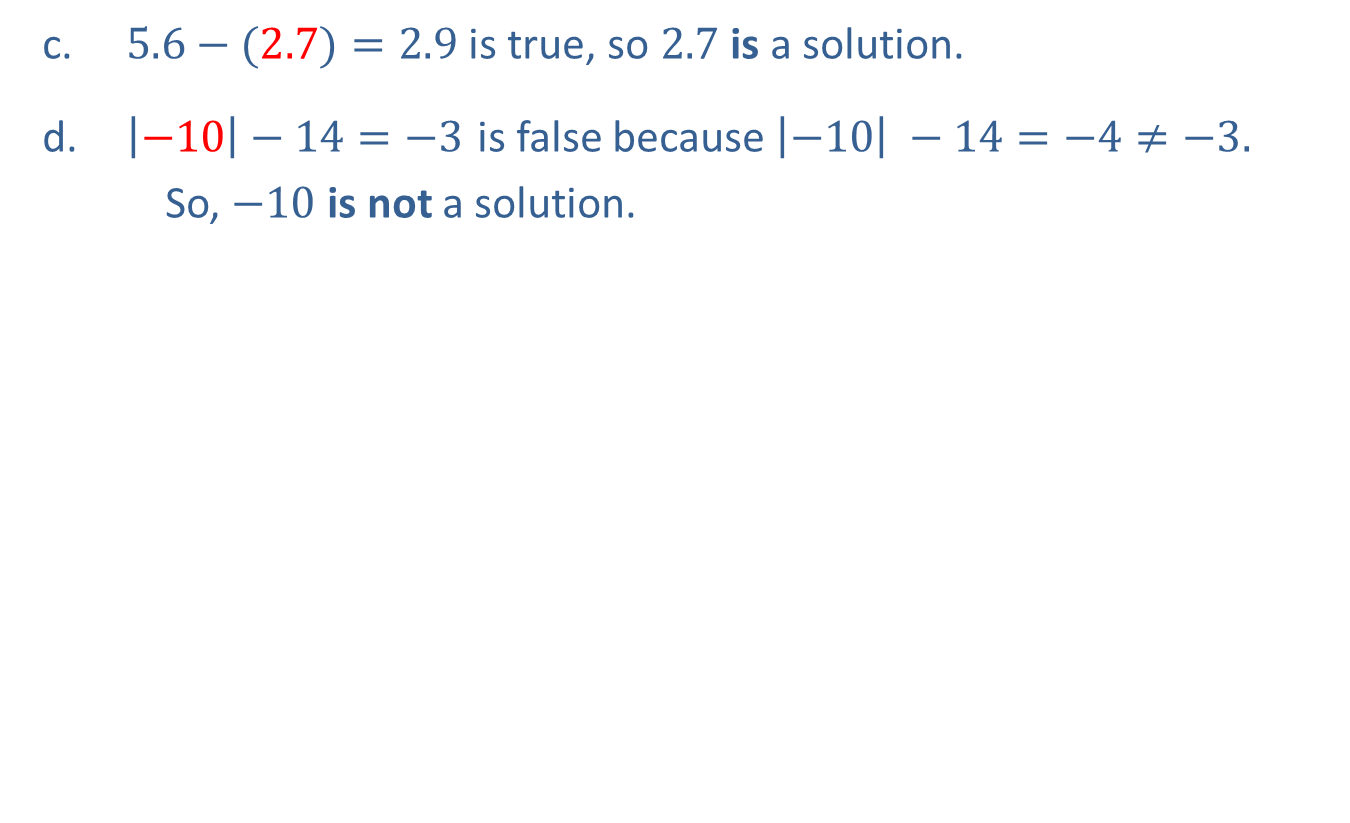 c. 5.6 − (2.7) = 2.9 is true, so 2.7 is a solution.
d. |−10| − 14 = −3 is false because |−10| − 14 = −4 ≠ −3.
So, −10 is not a solution.